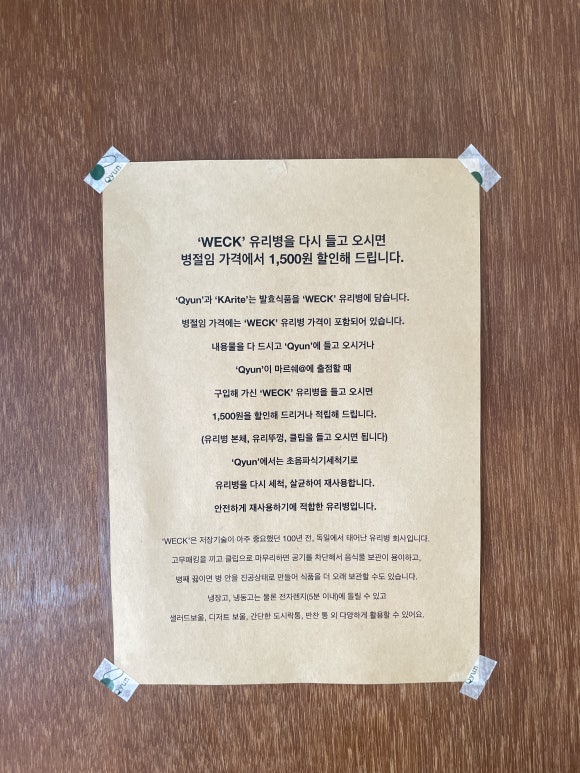 Qyun
'WECK' 유리병을 다시 들고 오시면
병절임 가격에서 1,500원 할인해 드립니다.
'Qyun'과 'KArite'는 발효식품을 'WECK' 유리병에 담습니다.
병절임 가격에는 'WECK' 유리병 가격이 포함되어 있습니다.
내용물을 다 드시고 'Qyun'에 들고 오시거나
'Qyun'이 마르쉐@에 출점할 때
구입해 가신 'WECK' 유리병을 들고 오시면
1,500원을 할인해 드리거나 적립해 드립니다.
(유리병 본체, 유리뚜껑, 클립을 들고 오시면 됩니다)
'Qyun'에서는 초음파식기세척기로
유리병을 다시 세척, 살균하여 재사용합니다.
안전하게 재사용하기에 적합한 유리병입니다.
'WECK'은 저장기술이 아주 중요했던 100년 전, 독일에서 태어난 유리병 회사입니다.
고무패킹을 끼고 클립으로 마무리하면 공기를 차단해서 음식물 보관이 용이하고,
병째 끓이면 병 안을 진공상태로 만들어 식품을 더 오래 보관할 수도 있습니다.
냉장고, 냉동고는 물론 전자렌지(5분 이내)에 돌릴 수 있고
샐러드보울, 디저트 보울, 간단한 도시락통, 반찬 통 외 다양하게 활용할 수 있어요.
Qyun
Qyun